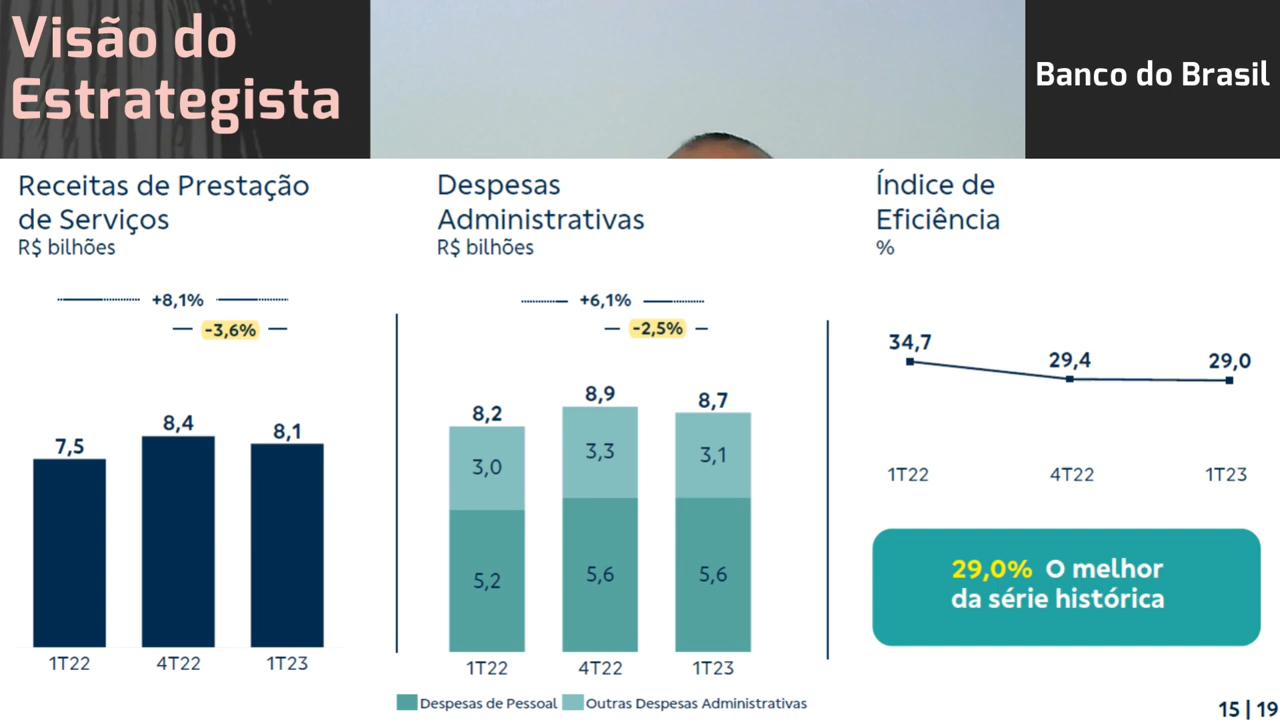 Visão do
Estrategista
Banco do Brasil
Receitas de Prestação
de Serviços
R$ bilhões
+8,1%
-3,6%
7,5
8,4
8,1
1T22
4T22
1T23
Despesas
Administrativas
R$ bilhões
+6,1%
-2,5%
8,2
8,9
8,7
3,0
3,3
3,1
5,2
5,6
5,6
1T22
4T22
1T23
Despesas de Pessoal
Outras Despesas Administrativas
Índice de
Eficiência
%
34,7
29,4
29,0
1T22
4T22
1T23
29,0% O melhor
da série histórica
15 | 19